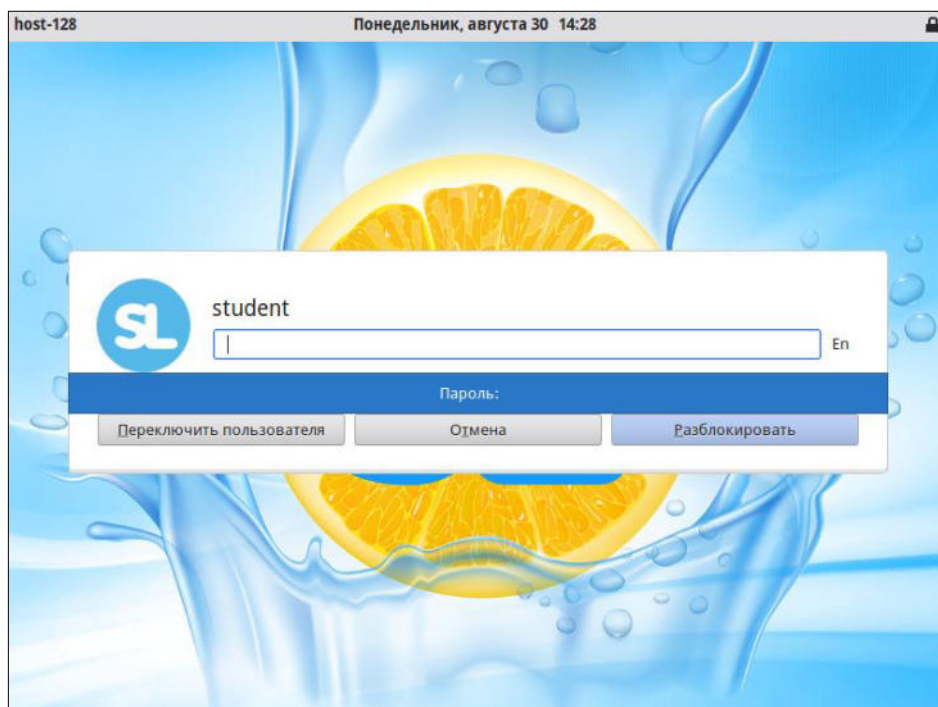 host-128 Понедельник, августа 30 14:28
SL
student
En
Пароль:
Переключить пользователя Отмена Разблокировать